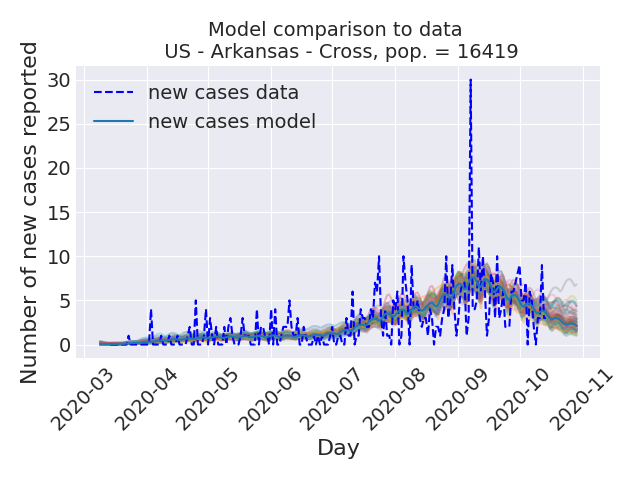 Model comparison to data
US - Arkansas - Cross, pop. = 16419
Number of new cases reported
30
25
20
15
10
5
0
new cases data
new cases model
2020-03
2020-04
2020-05
2020-06
2020-07
2020-08
2020-09
2020-10
2020-11
Day